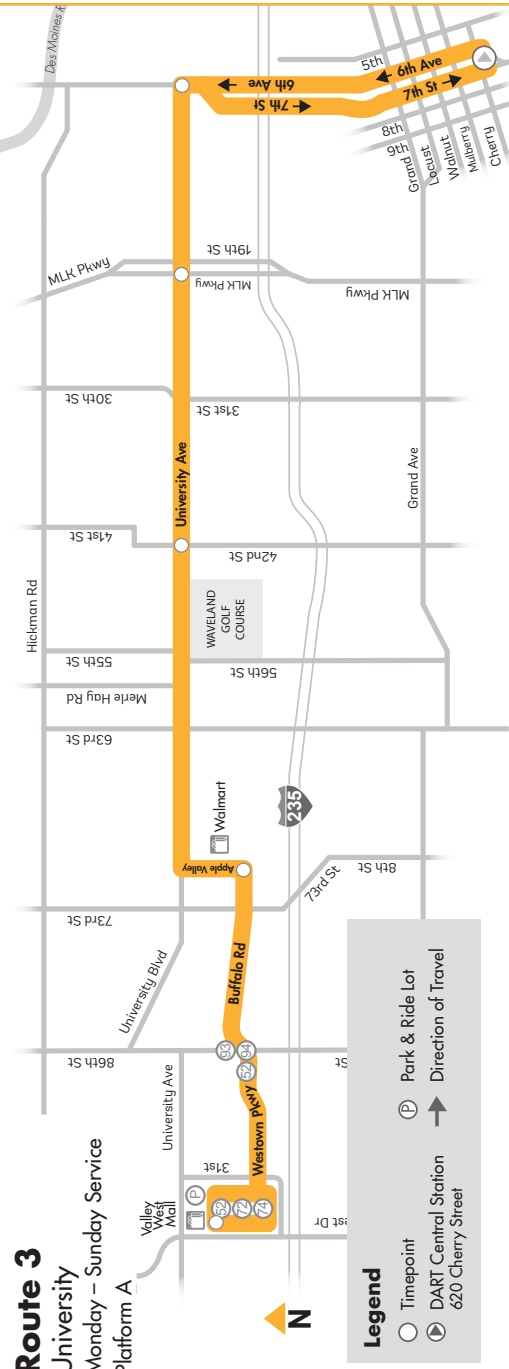 Route 3
University
Monday – Sunday Service
Platform A
N
Valley
West
Mall
P
52
72
74
31st
University Ave
est Dr
Westown Pkwy
52
93
94
86th St
St
University Blvd
Buffalo Rd
73rd St
73rd St
8th St
Apple Valley
Walmart
235
63rd St
Merle Hay Rd
55th St
56th St
Hickman Rd
WAVELAND
GOLF
COURSE
41st St
42nd St
University Ave
Grand Ave
30th St
31st St
MLK Pkwy
19th St
MLK Pkwy
MLK Pkwy
Des Moines R
6th Ave
7th St
6th Ave
7th St
5th
8th
9th
Grand
Locust
Walnut
Mulberry
Cherry
Legend
Timepoint
DART Central Station
620 Cherry Street
P Park & Ride Lot
Direction of Travel